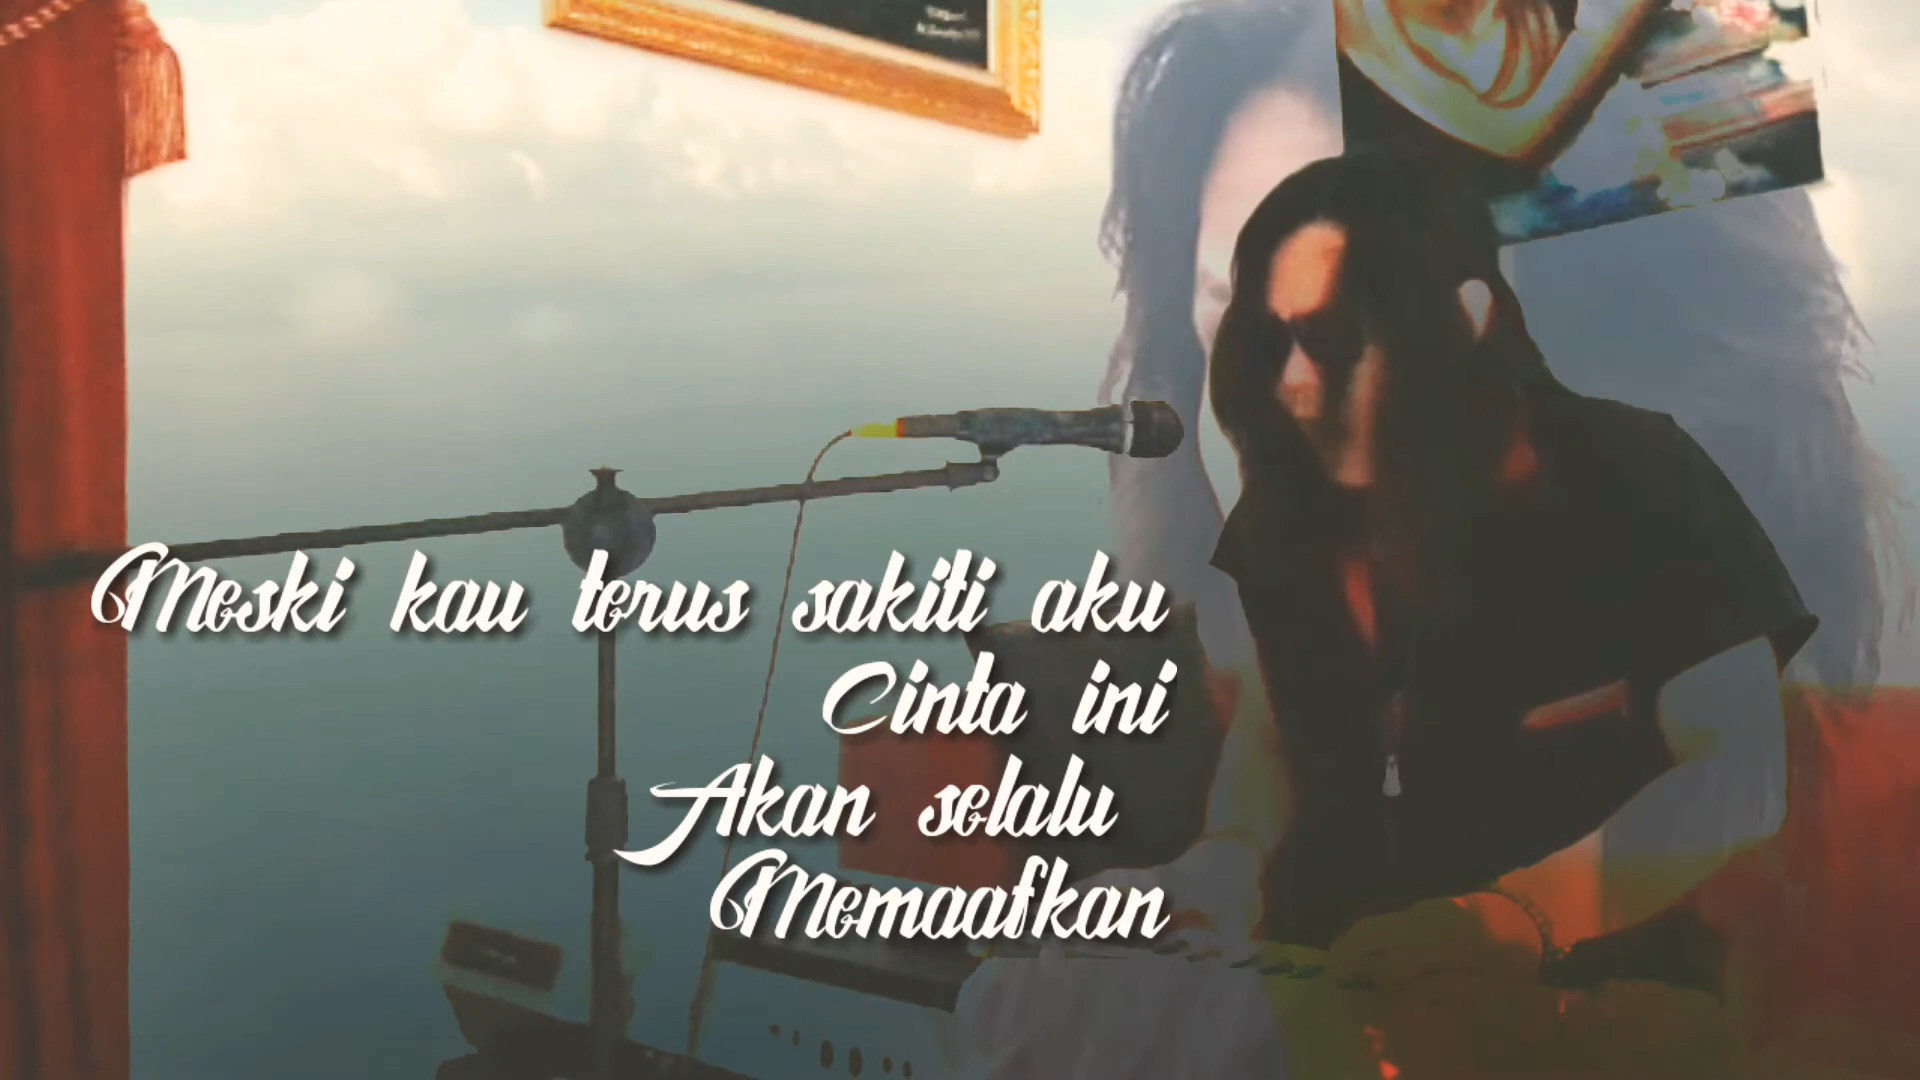 Meski kau terus sakiti aku
Cinta ini
Akan selalu
Memaafkan